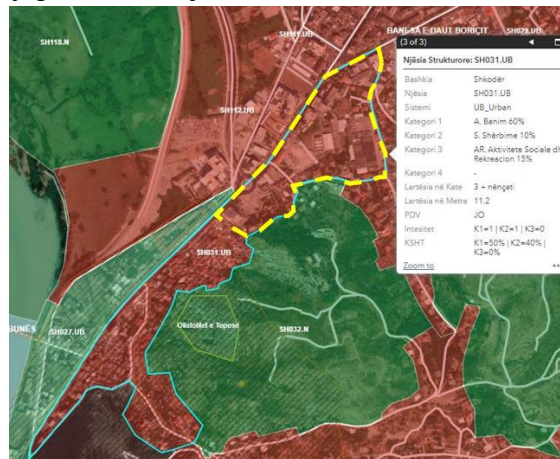 SH118.N
SH111.UB
BANESA E DAUT BORIÇIT
SH029.UB
SH112.UB
(3 of 3)
Njësia Strukturore: SH031.UB
Bashkia Shkodër
Njësia SH031.UB
Sistemi UB_Urban
Kategori 1 A. Banim 60%
Kategori 2 S. Shërbime 10%
Kategori 3 AR. Aktivitete Sociale dh
Rekreacion 15%
Kategori 4 -
Lartësia në Kate 3 + nënçati
Lartësia në Metra 11.2
PDV JO
Intesitet K1=1 | K2=1 | K3=0
KSHT K1=50% | K2=40% |
K3=0%
Zoom to
SH031.UB
Olistolitet e Tepesë
SH032.N
BUNËS
SH027.UB